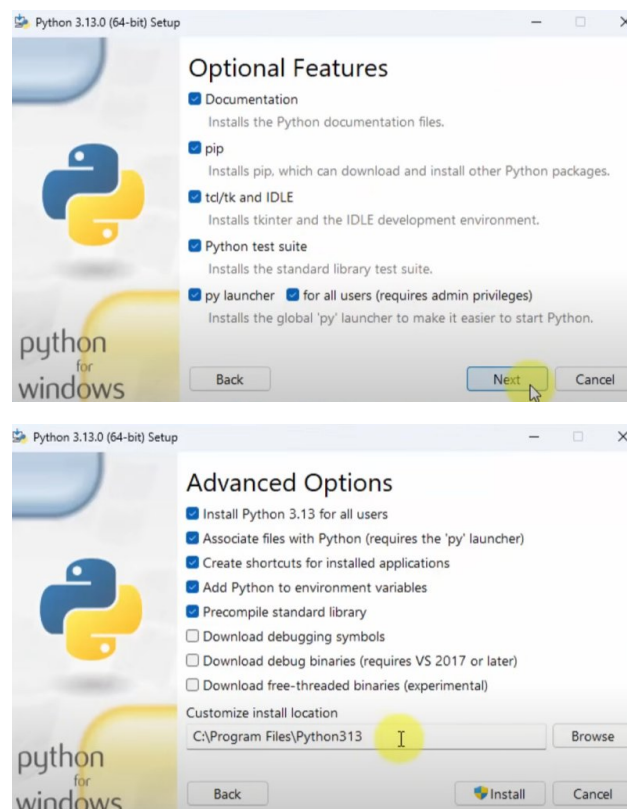 Python 3.13.0 (64-bit) Setup
Optional Features
Documentation
Installs the Python documentation files.
pip
Installs pip, which can download and install other Python packages.
tcl/tk and IDLE
Installs tkinter and the IDLE development environment.
Python test suite
Installs the standard library test suite.
py launcher for all users (requires admin privileges)
Installs the global 'py' launcher to make it easier to start Python.
python
for
windows
Back Next Cancel
Python 3.13.0 (64-bit) Setup
Advanced Options
Install Python 3.13 for all users
Associate files with Python (requires the 'py' launcher)
Create shortcuts for installed applications
Add Python to environment variables
Precompile standard library
Download debugging symbols
Download debug binaries (requires VS 2017 or later)
Download free-threaded binaries (experimental)
Customize install location
C:\Program Files\Python313 Browse
python
for
windows
Back Install Cancel